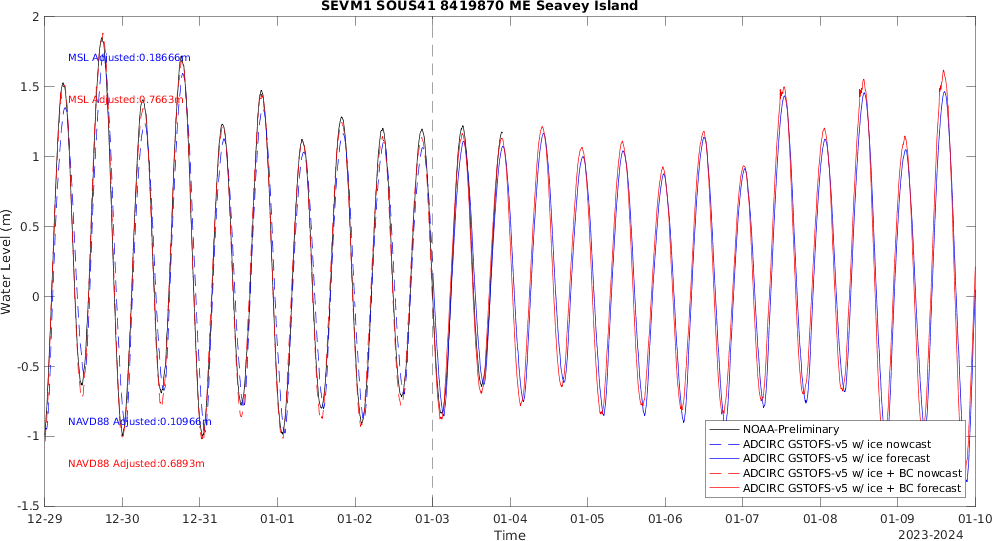 SEVM1 SOUS41 8419870 ME Seavey Island
2
1.5
1
0.5
0
-0.5
-1
-1.5
Water Level (m)
MSL Adjusted:0.18666m
MSL Adjusted:0.7663m
NAVD88 Adjusted:0.10966m
NAVD88 Adjusted:0.6893m
NOAA-Preliminary
ADCIRC GSTOFS-v5 w/ ice nowcast
ADCIRC GSTOFS-v5 w/ ice forecast
ADCIRC GSTOFS-v5 w/ ice + BC nowcast
ADCIRC GSTOFS-v5 w/ ice + BC forecast
12-29 12-30 12-31 01-01 01-02 01-03 01-04 01-05 01-06 01-07 01-08 01-09 01-10
Time
2023-2024